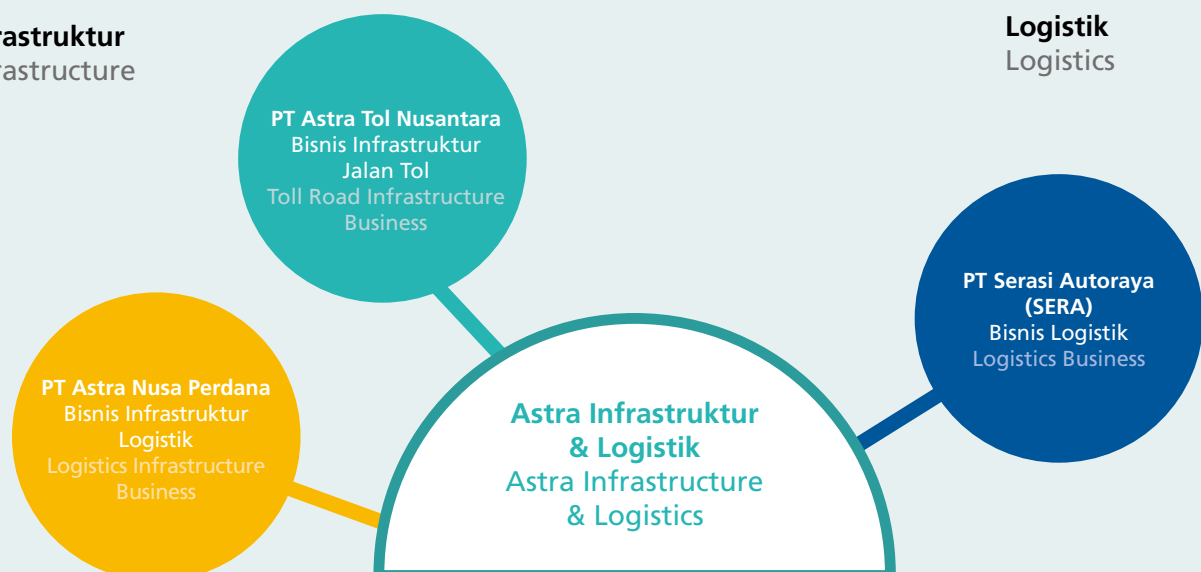 rastruktur
rastructure
Logistik
Logistics
PT Astra Tol Nusantara
Bisnis Infrastruktur
Jalan Tol
Toll Road Infrastructure
Business
PT Serasi Autoraya
(SERA)
Bisnis Logistik
Logistics Business
PT Astra Nusa Perdana
Bisnis Infrastruktur
Logistik
Logistics Infrastructure
Business
Astra Infrastruktur
& Logistik
Astra Infrastructure
& Logistics